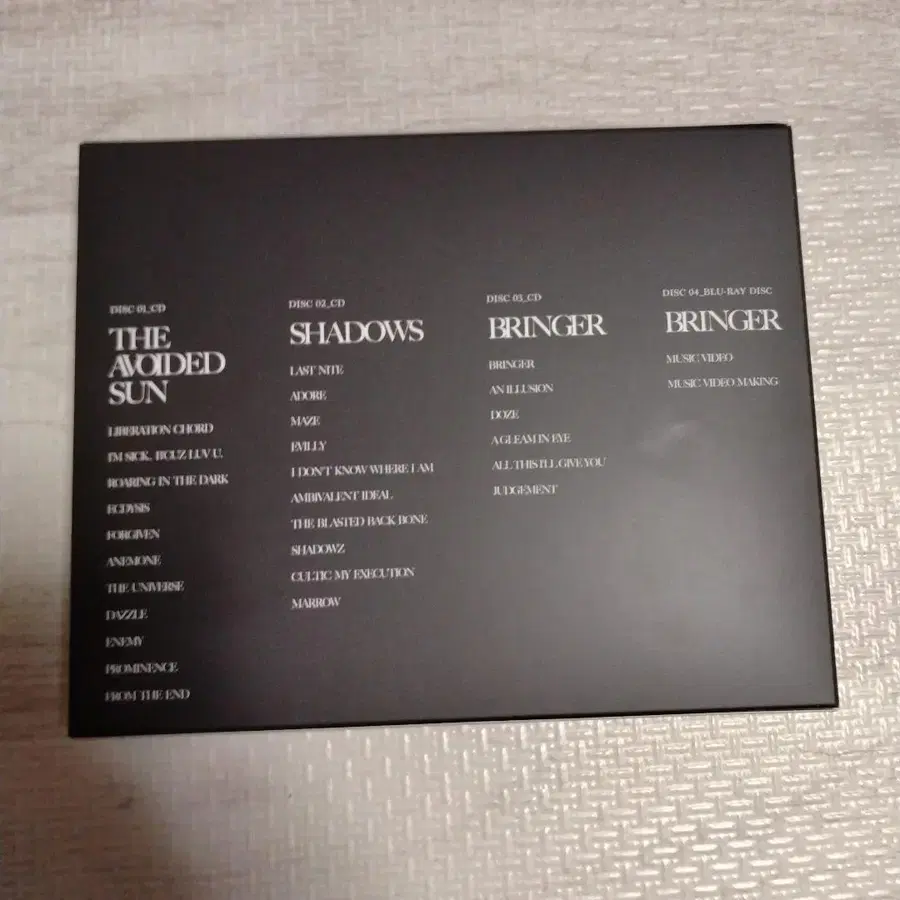 DISC 01_CD
THE
AVOIDED
SUN
LIBERATION CHORD
I'M SICK, B'CUZ LUV U.
ROARING IN THE DARK
ECDYSIS
FORGIVEN
ANEMONE
THE UNIVERSE
DAZZLE
ENEMY
PROMINENCE
FROM THE END
DISC 02_CD
SHADOWS
LAST NITE
ADORE
MAZE
EVILLY
I DON'T KNOW WHERE I AM
AMBIVALENT IDEAL
THE BLASTED BACK BONE
SHADOWZ
CULTIC MY EXECUTION
MARROW
DISC 03_CD
BRINGER
BRINGER
AN ILLUSION
DOZE
A GLEAM IN EYE
ALL THIS I'LL GIVE YOU
JUDGEMENT
DISC 04_BLU-RAY DISC
BRINGER
MUSIC VIDEO
MUSIC VIDEO MAKING